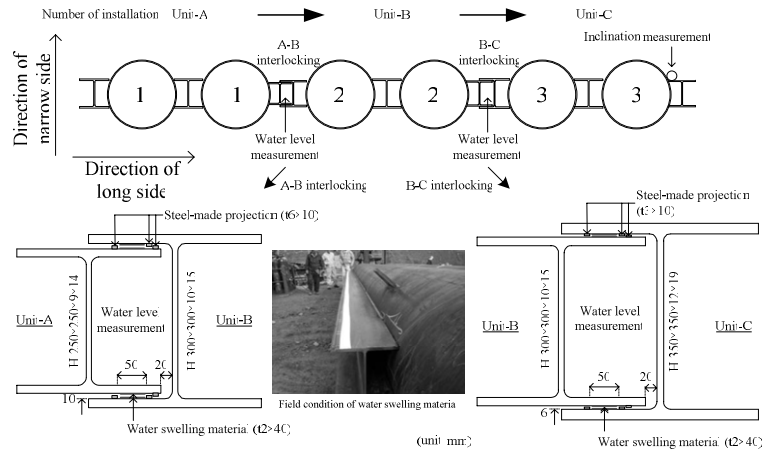 Number of installation Unit-A Unit-B Unit-C
Inclination measurement
A-B
interlocking
B-C
interlocking
Direction of
narrow side
1 1 2 2 3 3
Water level
measurement
Water level
measurement
Direction of
long side
A-B interlocking B-C interlocking
Steel-made projection (t6×10)
Steel-made projection
(t3×10)
Unit-A
H 250×250×9×14
Water level
measurement
H 300×300×10×15
Unit-B
50 20
10
Water swelling material (t2×40)
Field condition of water swelling material
(unit: mm)
Unit-B
H 300×300×10×15
Water level
measurement
H 350×350×12×19
Unit-C
50 20
6
Water swelling material (t2×40)